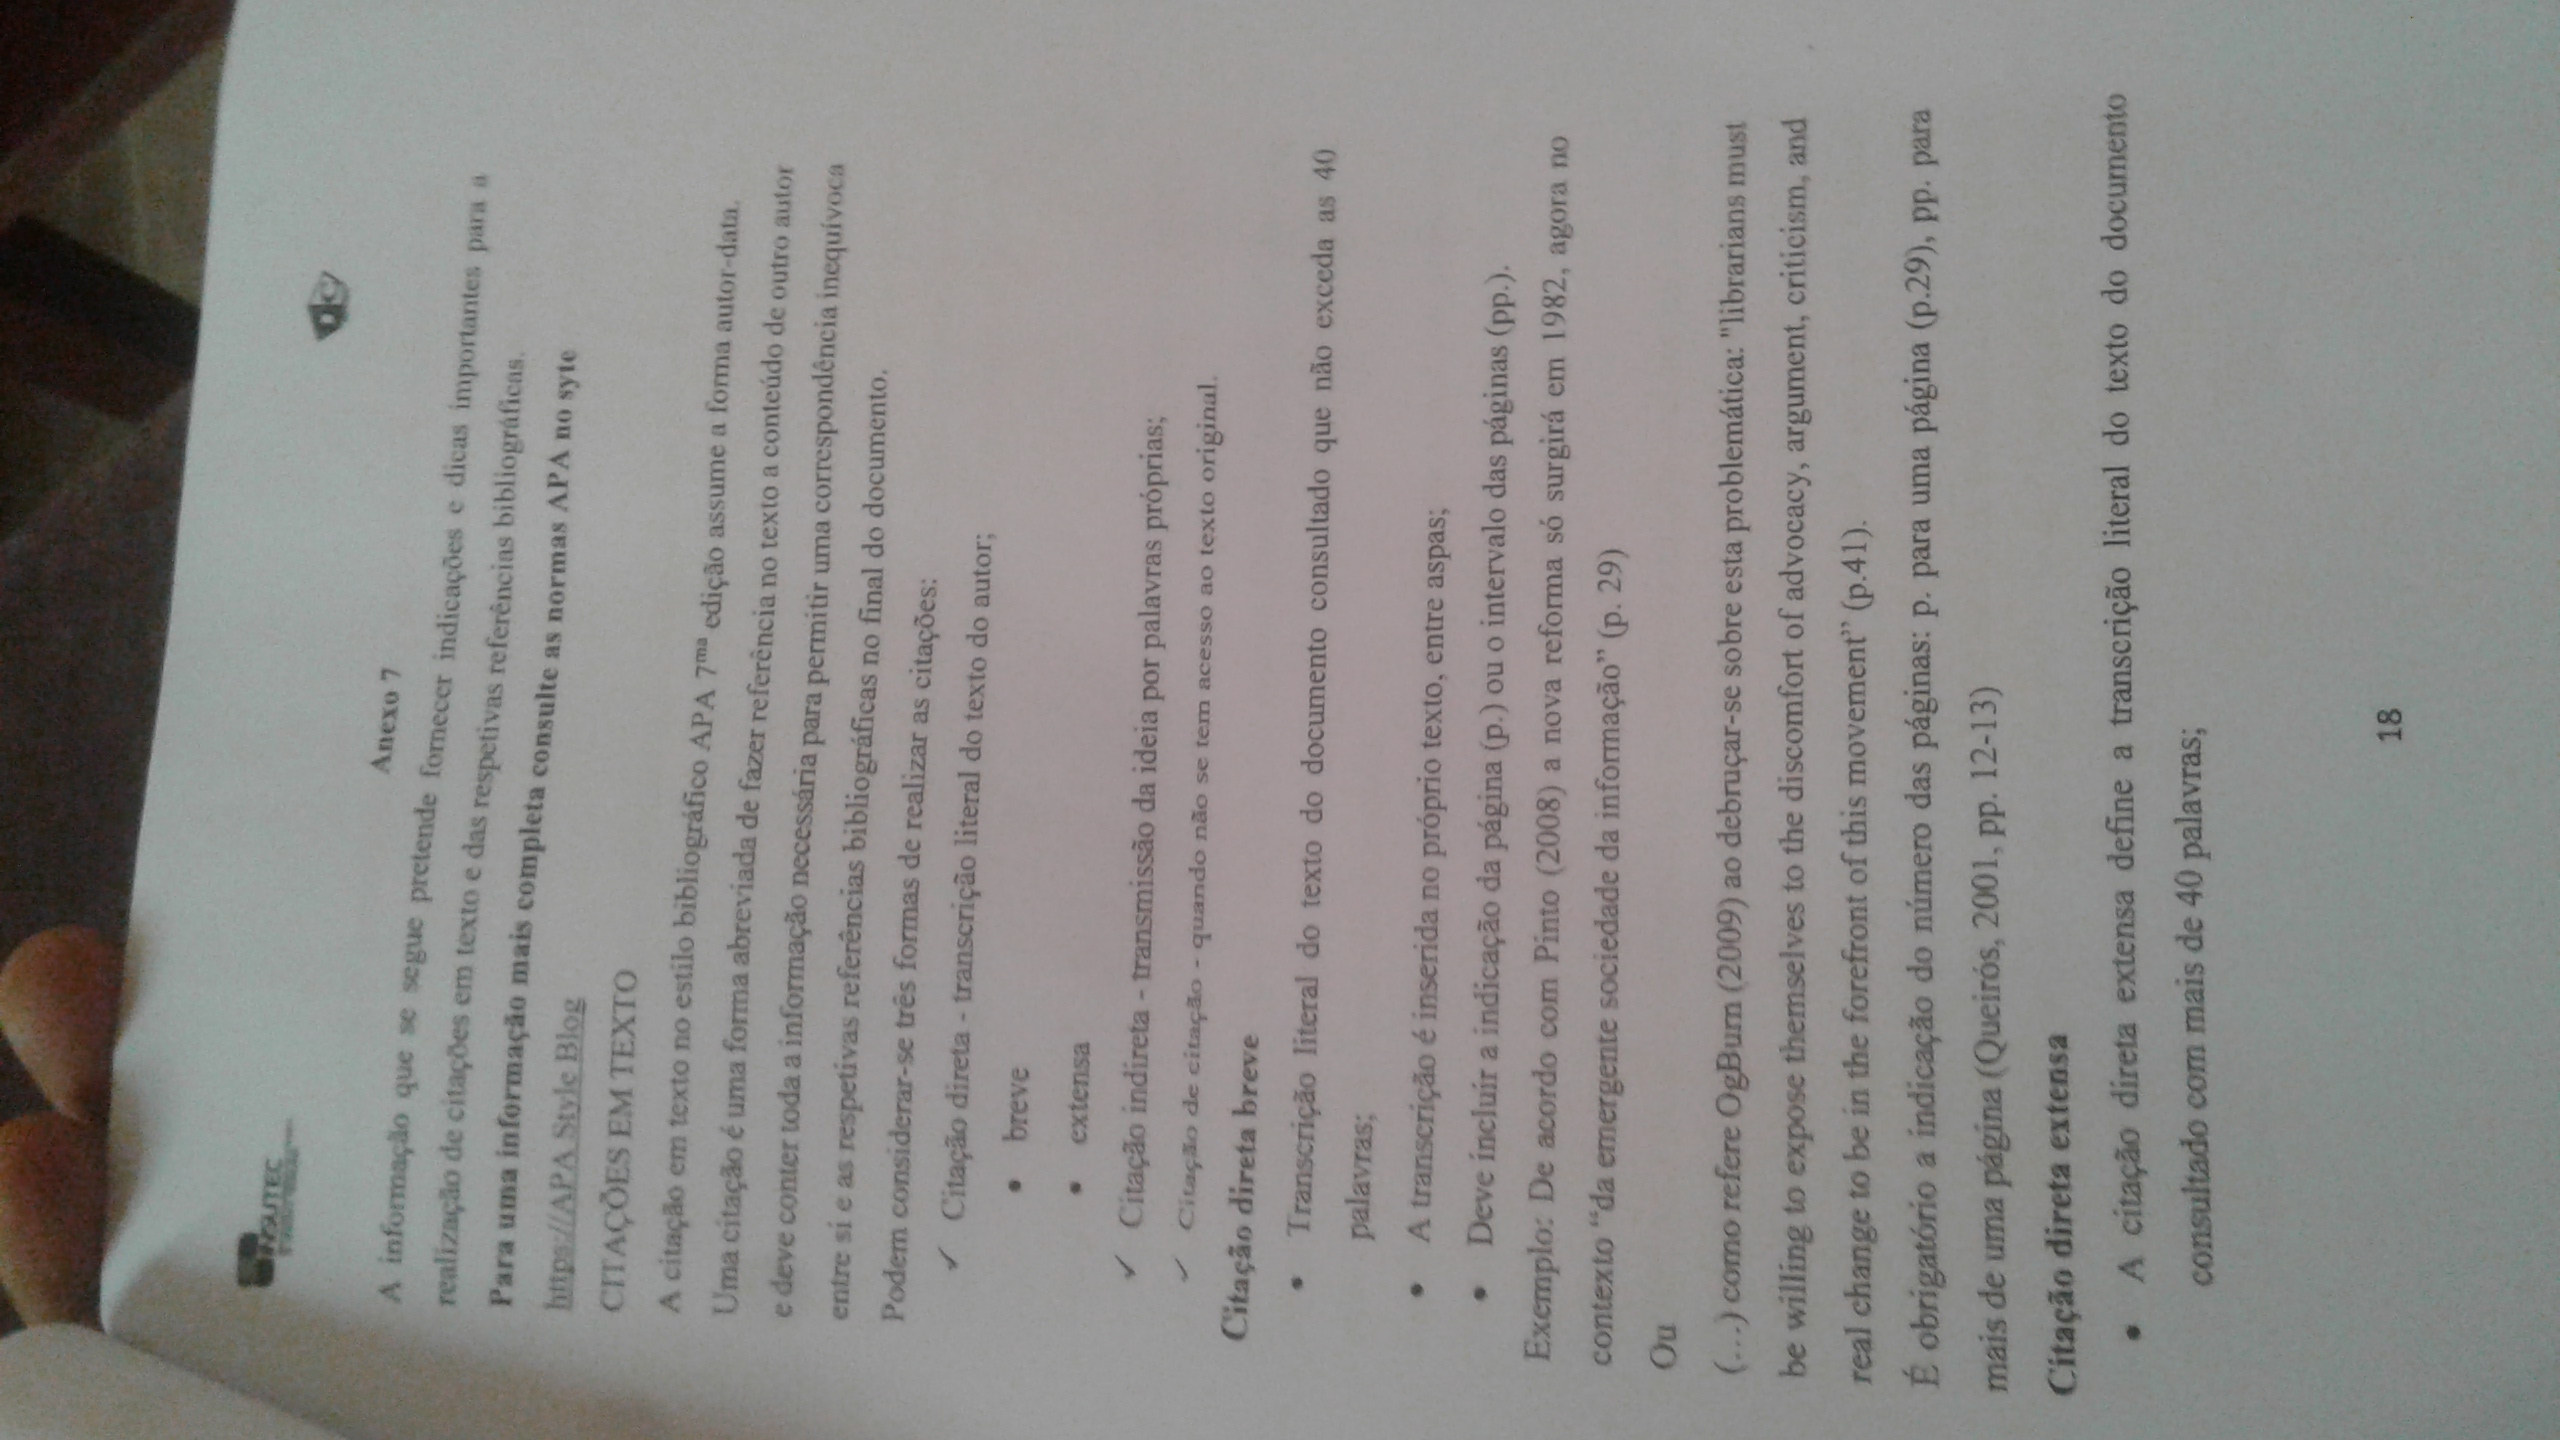 INSUTEC
Anexo 7
A informação que se segue pretende fornecer indicações e dicas importantes para a
realização de citações em texto e das respetivas referências bibliográficas.
Para uma informação mais completa consulte as normas APA no syte
https://APA Style Blog
CITAÇÕES EM TEXTO
A citação em texto no estilo bibliográfico APA 7ma edição assume a forma autor-data.
Uma citação é uma forma abreviada de fazer referência no texto a conteúdo de outro autor
e deve conter toda a informação necessária para permitir uma correspondência inequívoca
entre si e as respetivas referências bibliográficas no final do documento.
Podem considerar-se três formas de realizar as citações:
✓ Citação direta - transcrição literal do texto do autor;
• breve
• extensa
✓ Citação indireta - transmissão da ideia por palavras próprias;
✓ Citação de citação - quando não se tem acesso ao texto original.
Citação direta breve
• Transcrição literal do texto do documento consultado que não exceda as 40
palavras;
• A transcrição é inserida no próprio texto, entre aspas;
• Deve incluir a indicação da página (p.) ou o intervalo das páginas (pp.).
Exemplo: De acordo com Pinto (2008) a nova reforma só surgirá em 1982, agora no
contexto “da emergente sociedade da informação” (p. 29)
Ou
(…) como refere OgBurn (2009) ao debruçar-se sobre esta problemática: "librarians must
be willing to expose themselves to the discomfort of advocacy, argument, criticism, and
real change to be in the forefront of this movement” (p.41).
É obrigatório a indicação do número das páginas: p. para uma página (p.29), pp. para
mais de uma página (Queirós, 2001, pp. 12-13)
Citação direta extensa
• A citação direta extensa define a transcrição literal do texto do documento
consultado com mais de 40 palavras;
18